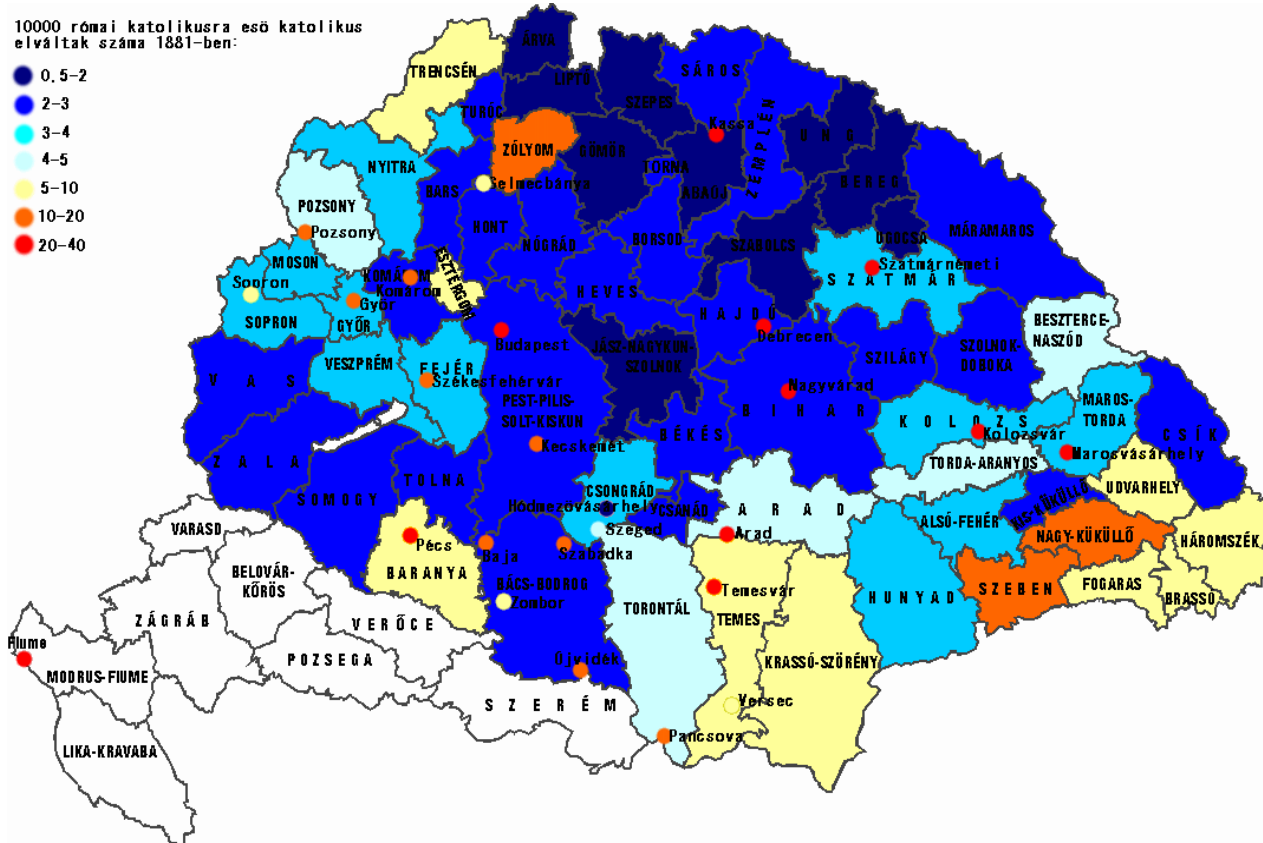 10000 római katolikusra eső katolikus
elváltak száma 1881-ben:
0.5-2
2-3
3-4
4-5
5-10
10-20
20-40
ÁRVA
TRENCSÉN
LIPTÓ
SÁROS
SZEPES
TURÓC
ZEMPLÉN
Kassa
UNG
ZÓLYOM
GÖMÖR
NYITRA
TORNA
BARS
Selmecbánya
BEREG
ABAÚJ
POZSONY
Pozsony
HONT
NÓGRÁD
BORSOD
SZABOLCS
UGOCSA
MÁRAMAROS
MOSON
ESZTERGOM
KOMÁROM
Komárom
Szatmárnémeti
SZATMÁR
Sopron
Győr
HEVES
SOPRON
GYŐR
HAJDÚ
BESZTERCE-
NASZÓD
Debrecen
Budapest
JÁSZ-NAGYKUN-
SZOLNOK
SZILÁGY
SZOLNOK-
DOBOKA
VESZPRÉM
FEJÉR
VAS
Székesfehérvár
Nagyvárad
PEST-PILIS-
SOLT-KISKUN
BIHAR
MAROS-
TORDA
KOLOZS
Kolozsvár
CSÍK
BÉKÉS
Kecskemét
Marosvásárhely
ZALA
TORDA-ARANYOS
TOLNA
UDVARHELY
SOMOGY
CSONGRÁD
Hódmezővásárhely
CSANÁD
ARAD
KIS-KÜKÜLLŐ
ALSÓ-FEHÉR
VARASD
Szeged
Arad
NAGY-KÜKÜLLŐ
Pécs
Baja
Szabadka
HÁROMSZÉK
BELOVÁR-
KŐRÖS
BARANYA
BÁCS-BODROG
TORONTÁL
Temesvár
SZEBEN
FOGARAS
Zombor
HUNYAD
BRASSÓ
ZÁGRÁB
VERŐCE
TEMES
Fiume
POZSEGA
Újvidék
KRASSÓ-SZÖRÉNY
MODRUS-FIUME
SZERÉM
Versec
Pancsova
LIKA-KRAVABA